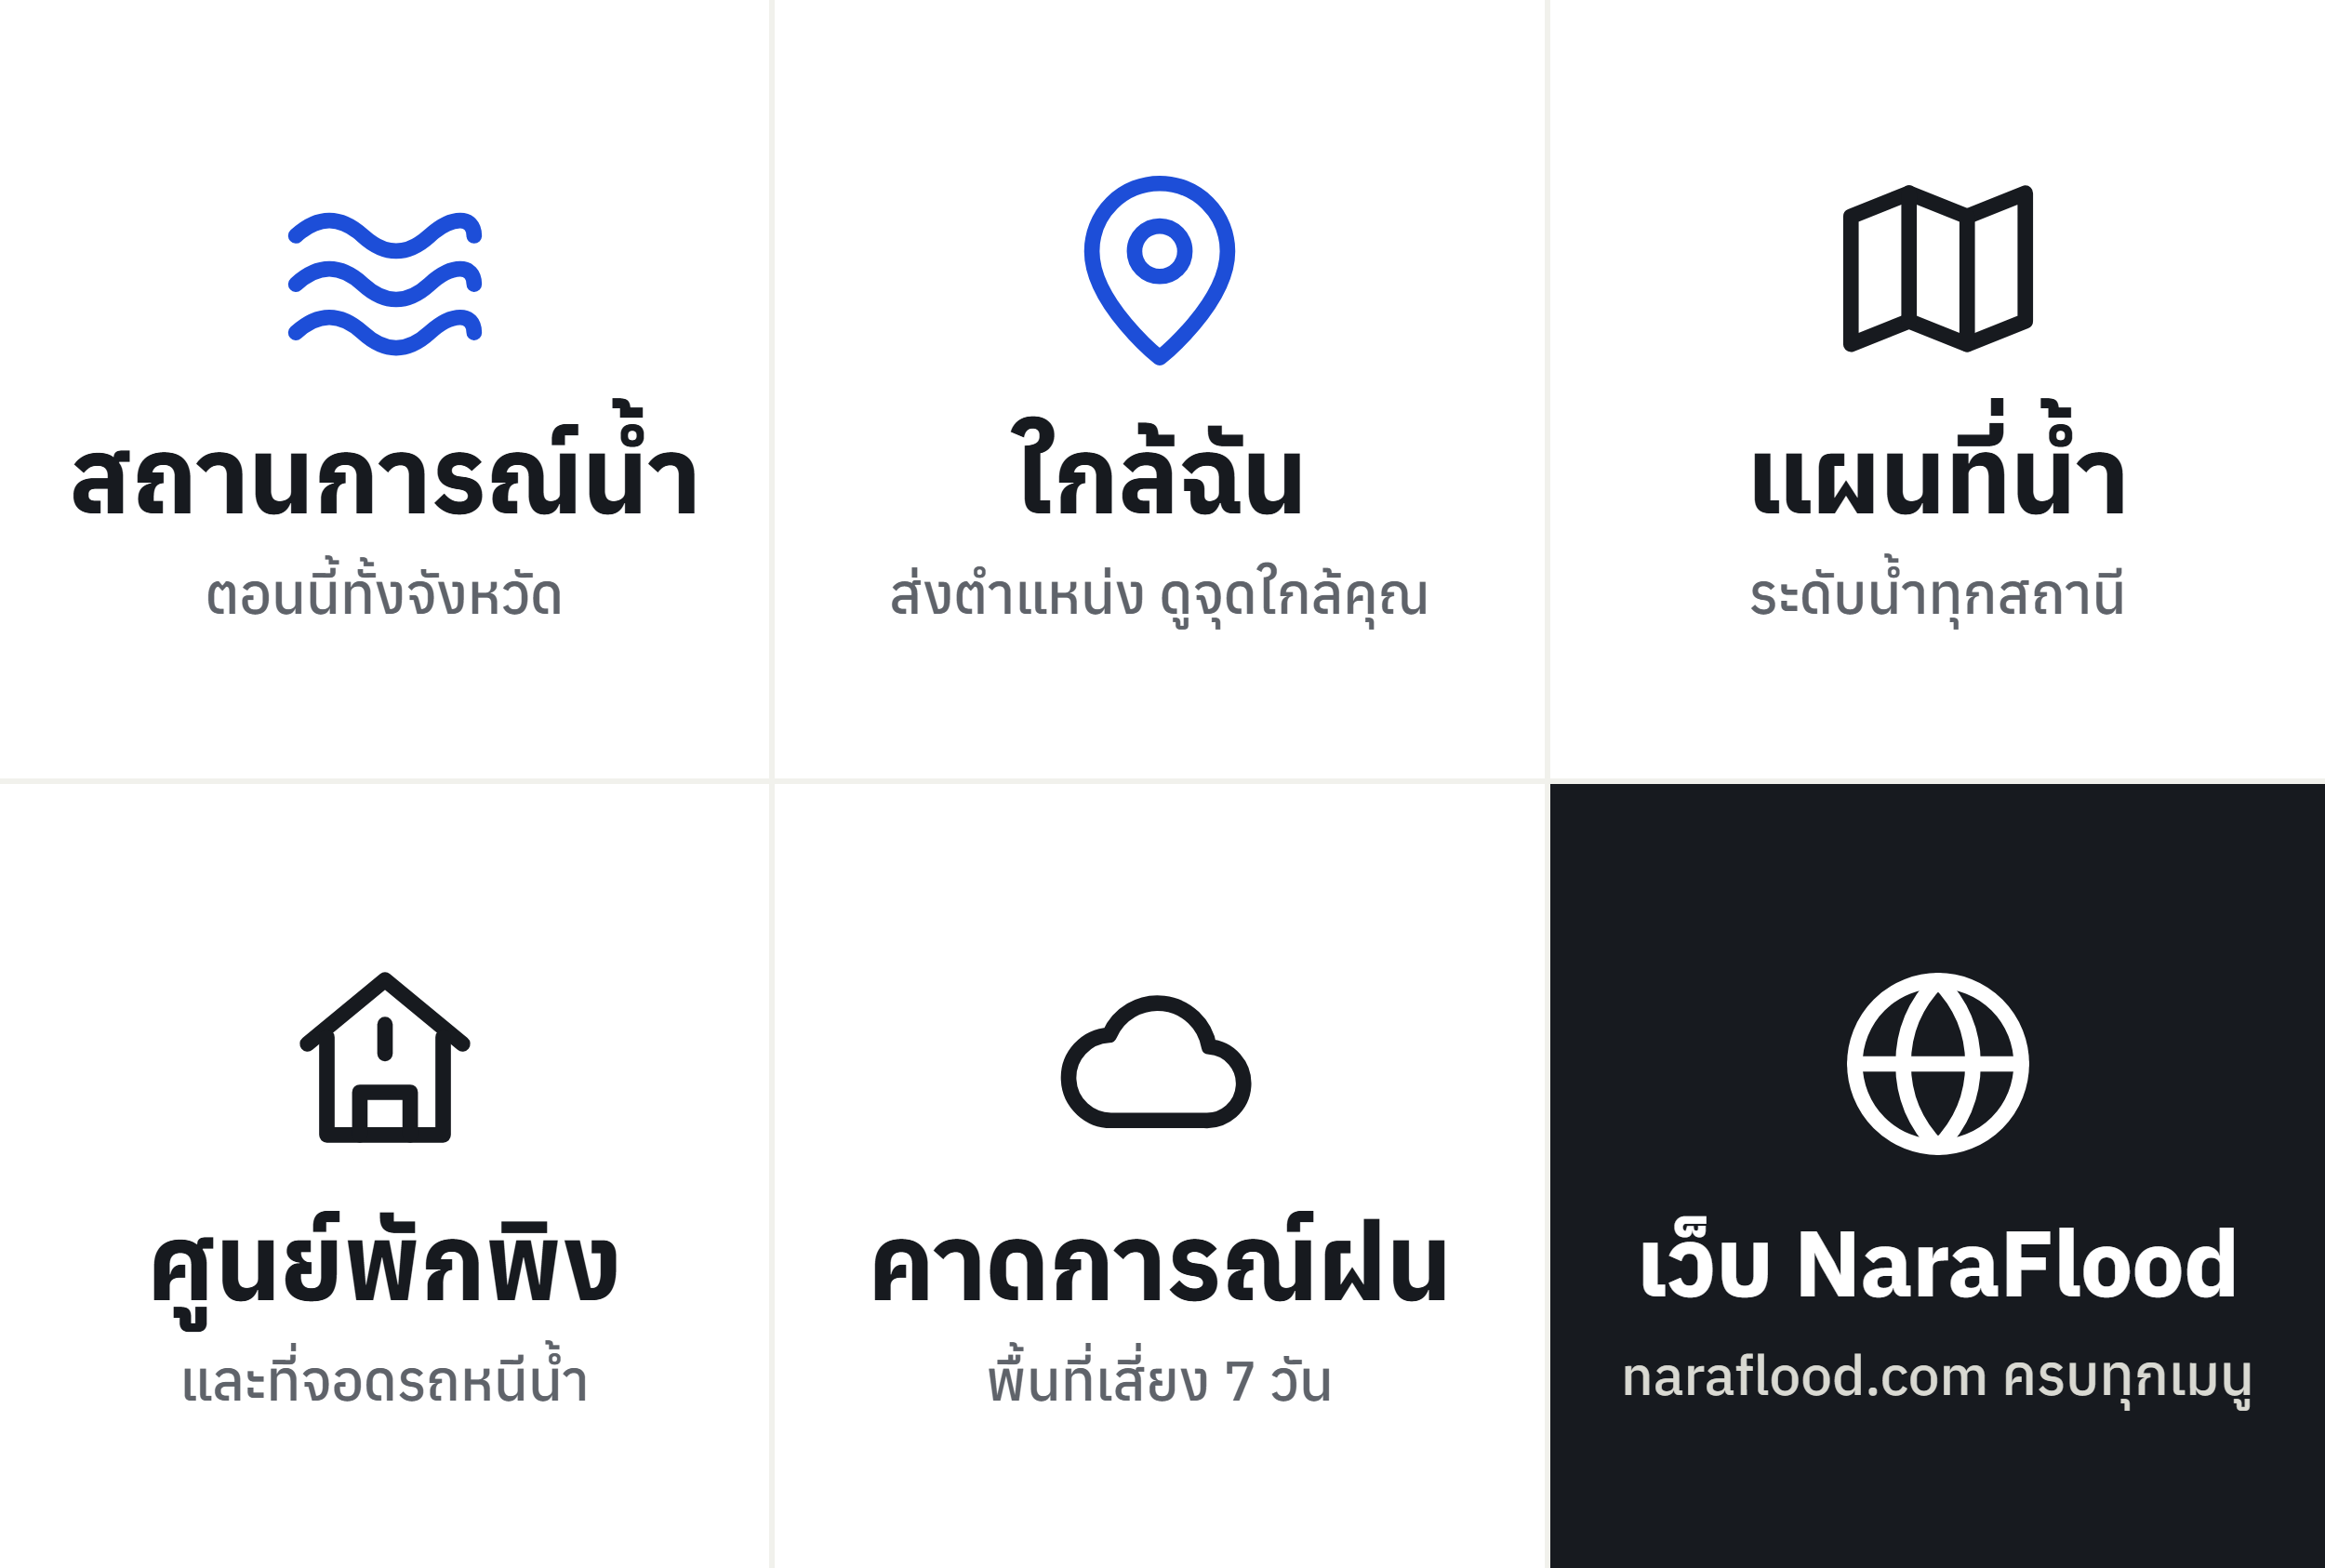 สถานการณ์น้ำ
ตอนนี้ทั้งจังหวัด
ใกล้ฉัน
ส่งตำแหน่ง ดูจุดใกล้คุณ
แผนที่น้ำ
ระดับน้ำทุกสถานี
ศูนย์พักพิง
และที่จอดรถหนีน้ำ
คาดการณ์ฝน
พื้นที่เสี่ยง 7 วัน
เว็บ NaraFlood
naraflood.com ครบทุกเมนู